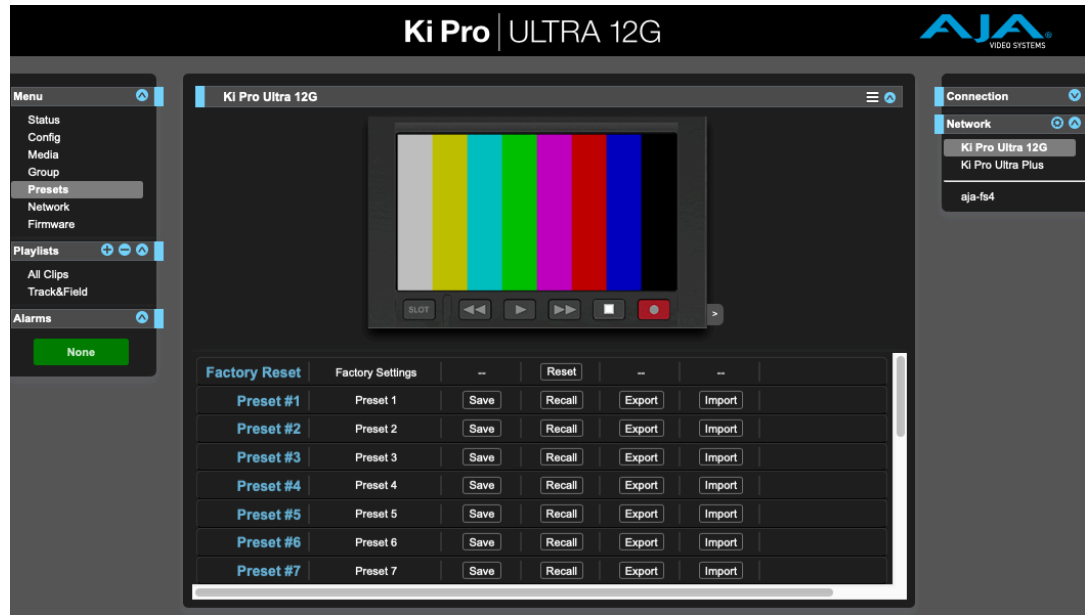 Ki Pro ULTRA 12G
AJA
VIDEO SYSTEMS
Menu
Status
Config
Media
Group
Presets
Network
Firmware
Playlists
All Clips
Track&Field
Alarms
None
Ki Pro Ultra 12G
SLOT
>
Factory Reset Factory Settings -- Reset -- --
Preset #1 Preset 1 Save Recall Export Import
Preset #2 Preset 2 Save Recall Export Import
Preset #3 Preset 3 Save Recall Export Import
Preset #4 Preset 4 Save Recall Export Import
Preset #5 Preset 5 Save Recall Export Import
Preset #6 Preset 6 Save Recall Export Import
Preset #7 Preset 7 Save Recall Export Import
Connection
Network
Ki Pro Ultra 12G
Ki Pro Ultra Plus
aja-fs4